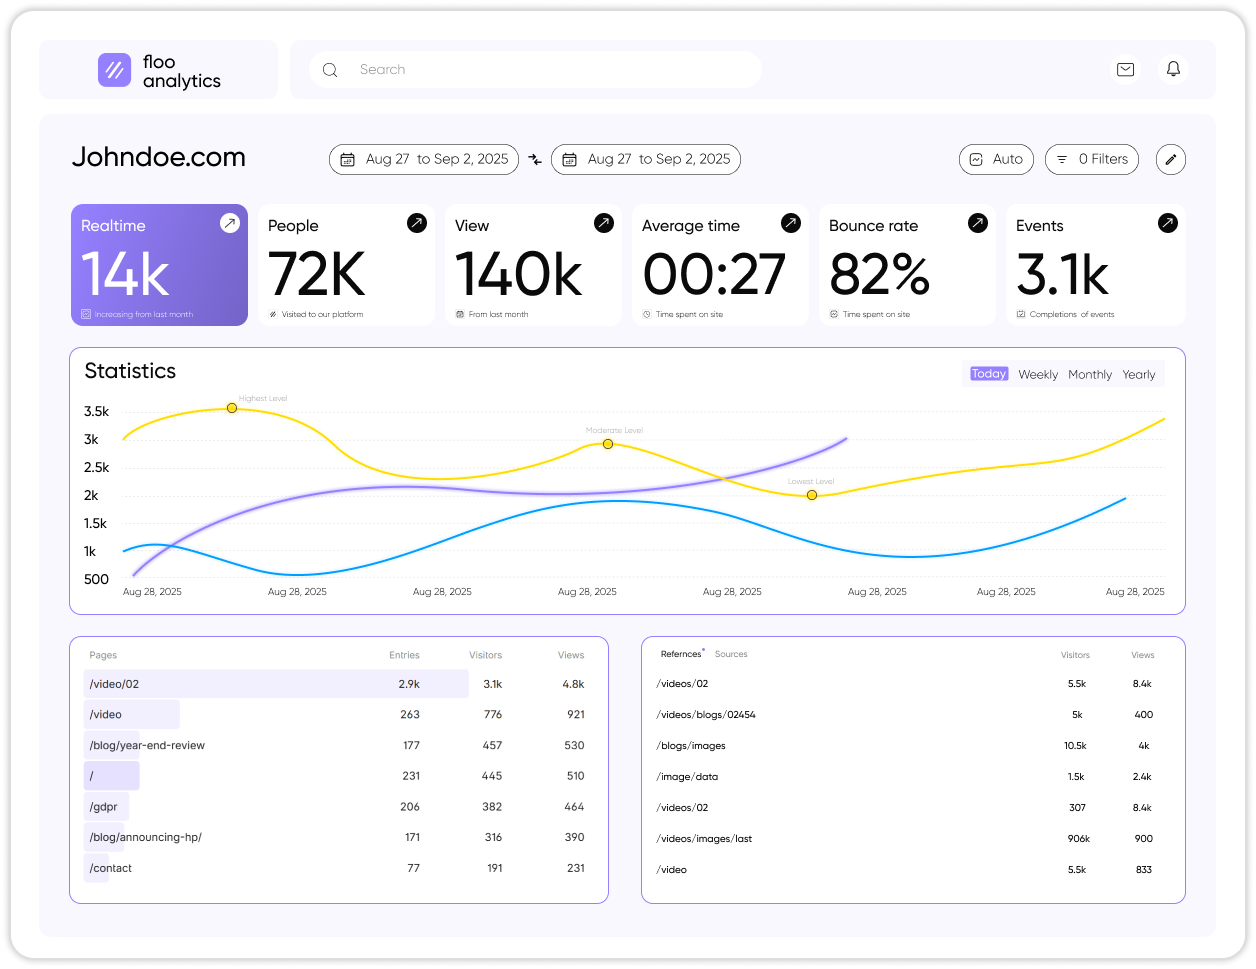 floo
analytics
Search
Johndoe.com
Aug 27 to Sep 2, 2025
Aug 27 to Sep 2, 2025
Auto
0 Filters
Realtime
14k
Increasing from last month
People
72K
Visited to our platform
View
140k
From last month
Average time
00:27
Time spent on site
Bounce rate
82%
Time spent on site
Events
3.1k
Completions of events
Statistics
Today Weekly Monthly Yearly
Highest Level
Moderate Level
Lowest Level
3.5k
3k
2.5k
2k
1.5k
1k
500
Aug 28, 2025 Aug 28, 2025 Aug 28, 2025 Aug 28, 2025 Aug 28, 2025 Aug 28, 2025 Aug 28, 2025 Aug 28, 2025
Pages Entries Visitors Views
/video/02 2.9k 3.1k 4.8k
/video 263 776 921
/blog/year-end-review 177 457 530
/ 231 445 510
/gdpr 206 382 464
/blog/announcing-hp/ 171 316 390
/contact 77 191 231
Refernces Sources Visitors Views
/videos/02 5.5k 8.4k
/videos/blogs/02454 5k 400
/blogs/images 10.5k 4k
/image/data 1.5k 2.4k
/videos/02 307 8.4k
/videos/images/last 906k 900
/video 5.5k 833